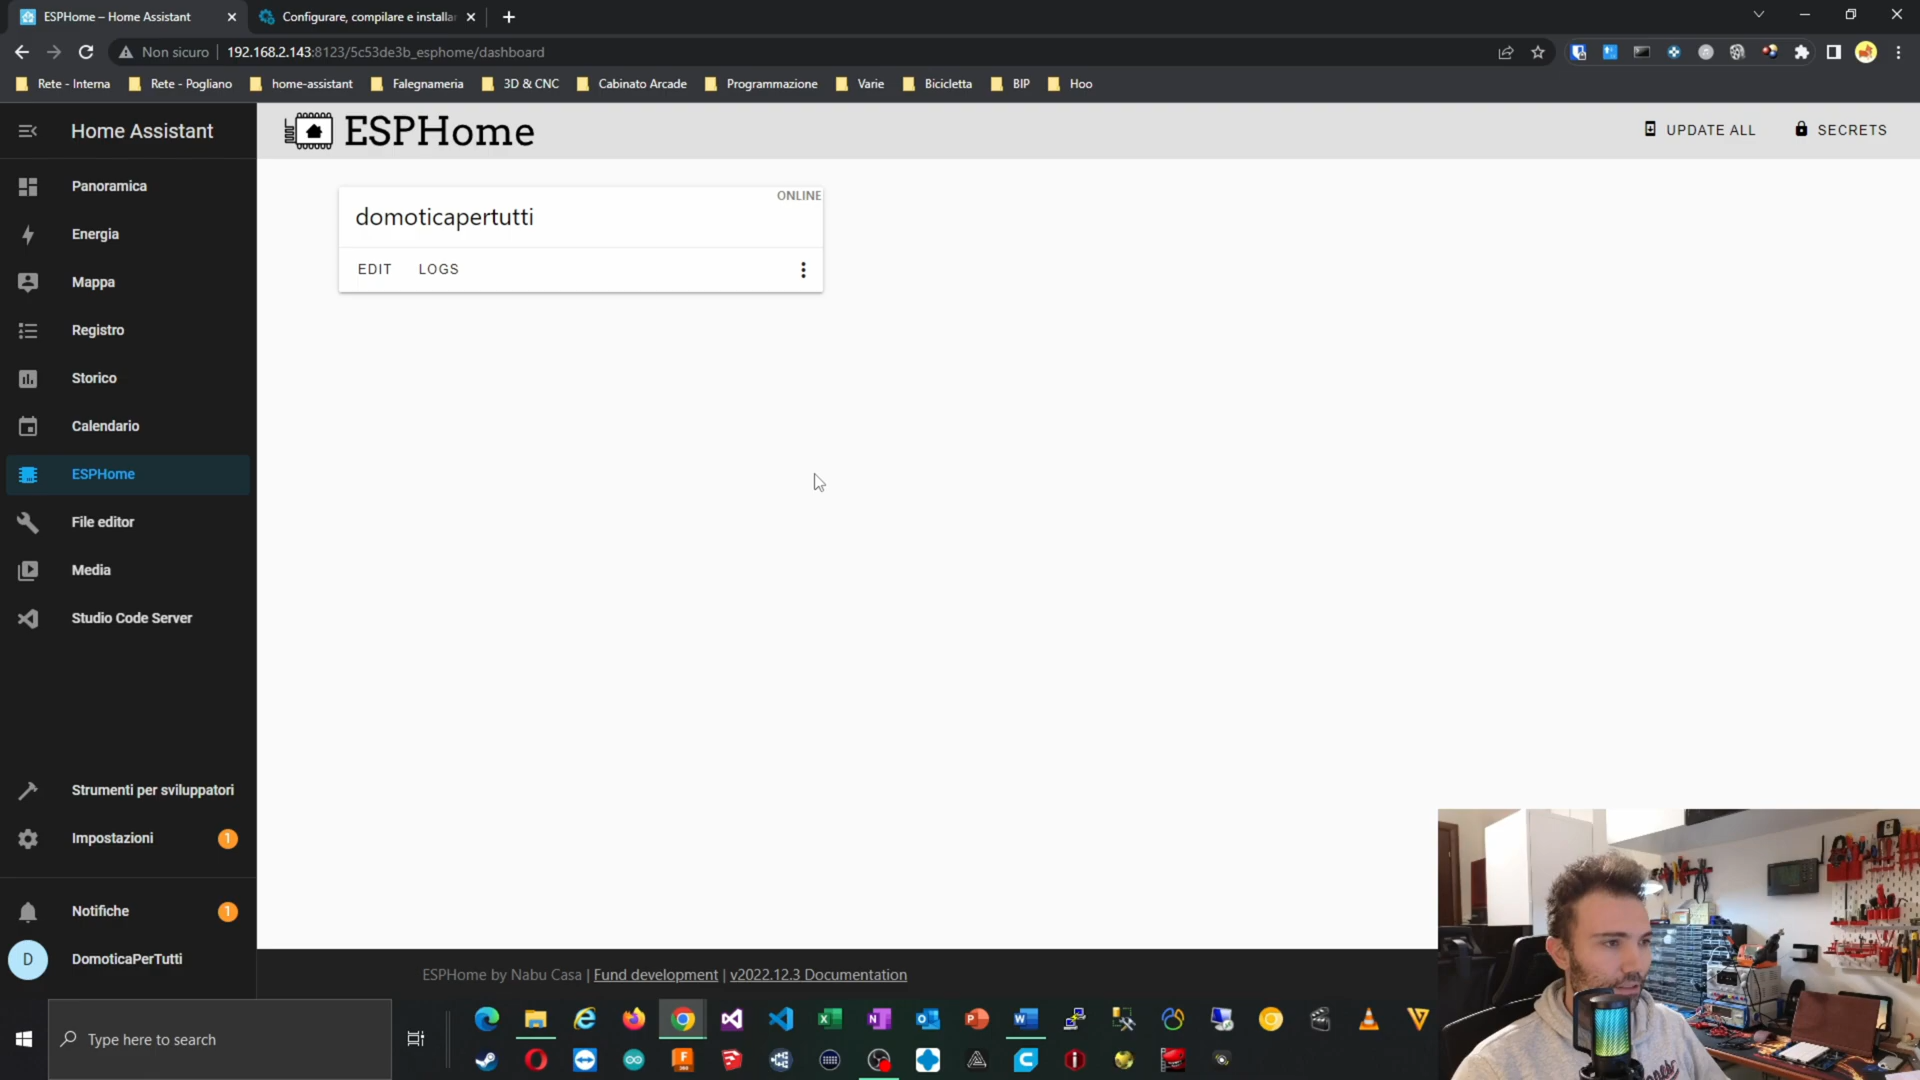 ESPHome – Home Assistant
Configurare, compilare e installa
Non sicuro
192.168.2.143:8123/5c53de3b_esphome/dashboard
Rete - Interna
Rete - Pogliano
home-assistant
Falegnameria
3D & CNC
Cabinato Arcade
Programmazione
Varie
Bicicletta
BIP
Hoo
Home Assistant
ESPHome
UPDATE ALL
SECRETS
Panoramica
Energia
Mappa
Registro
Storico
Calendario
ESPHome
File editor
Media
Studio Code Server
ONLINE
domoticapertutti
EDIT
LOGS
Strumenti per sviluppatori
Impostazioni
1
Notifiche
1
D
DomoticaPerTutti
ESPHome by Nabu Casa | Fund development | v2022.12.3 Documentation
Type here to search